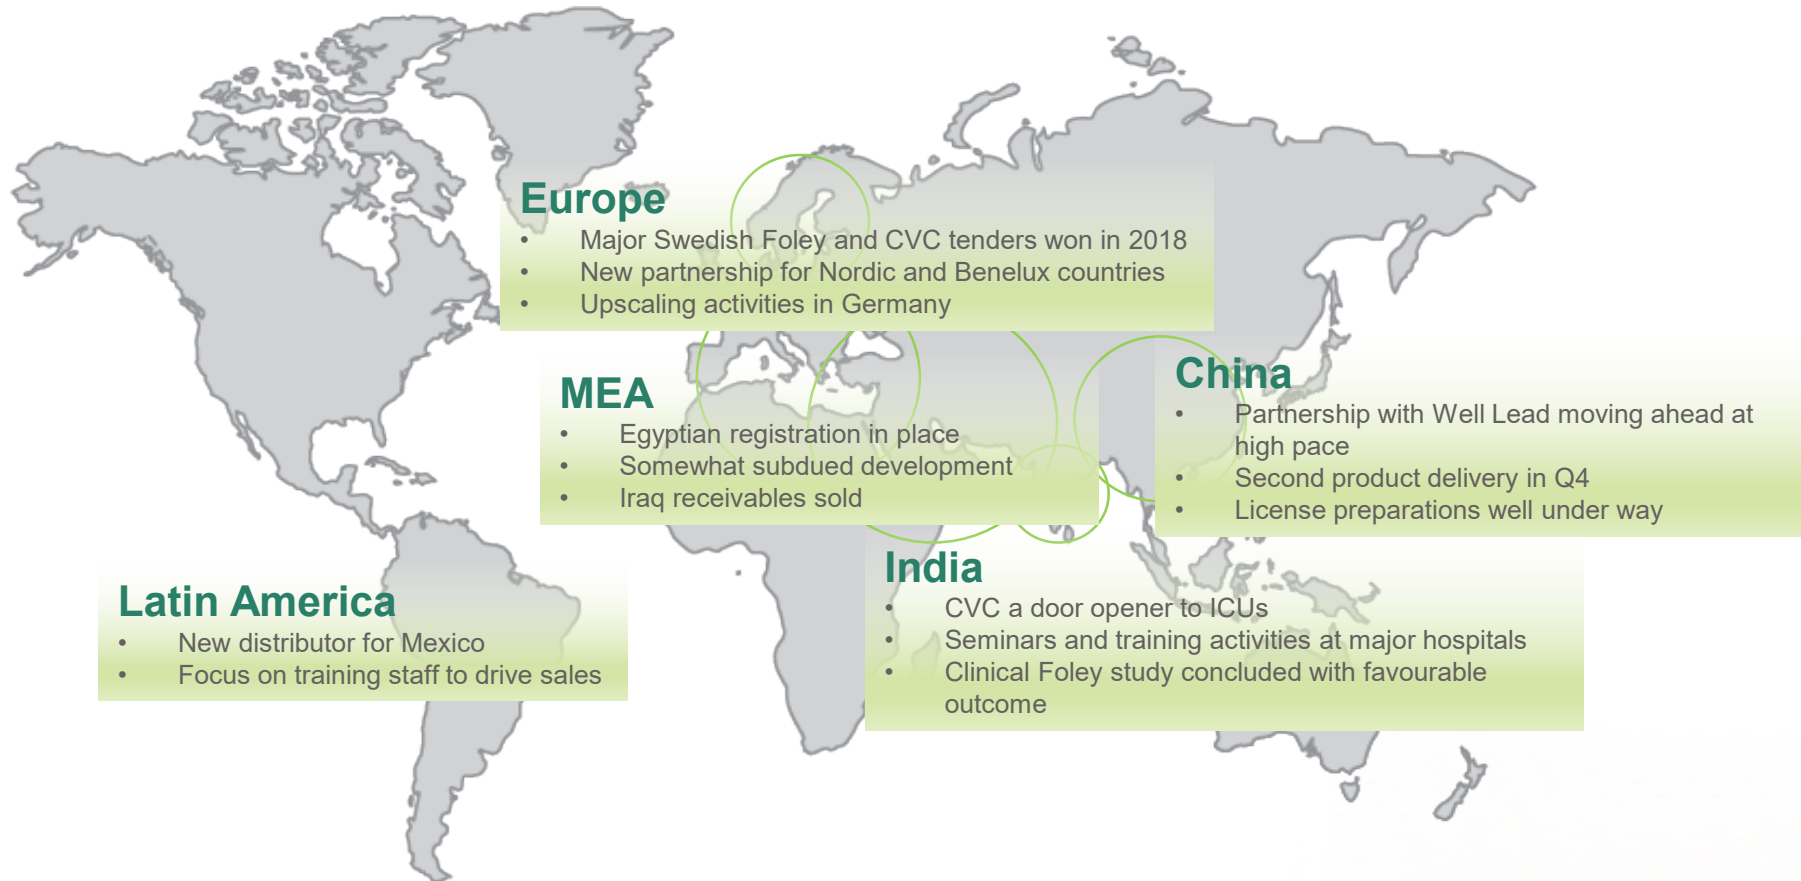 Europe
• Major Swedish Foley and CVC tenders won in 2018
• New partnership for Nordic and Benelux countries
• Upscaling activities in Germany
MEA
• Egyptian registration in place
• Somewhat subdued development
• Iraq receivables sold
China
• Partnership with Well Lead moving ahead at
high pace
• Second product delivery in Q4
• License preparations well under way
India
• CVC a door opener to ICUs
• Seminars and training activities at major hospitals
• Clinical Foley study concluded with favourable
outcome
Latin America
• New distributor for Mexico
• Focus on training staff to drive sales